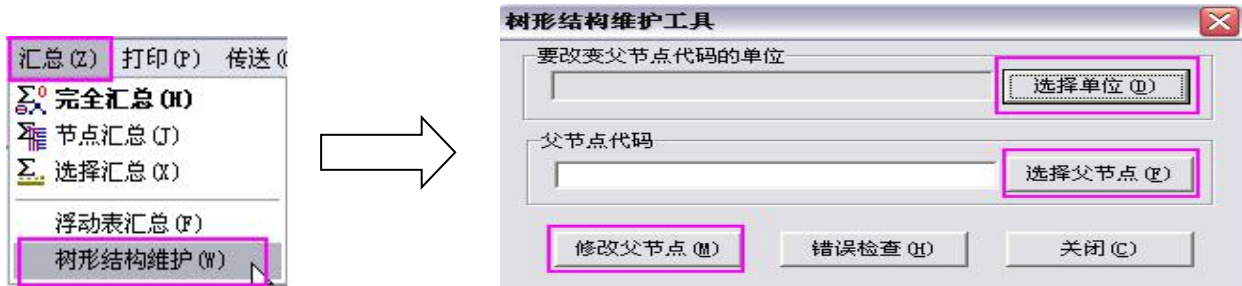 汇总(Z) 打印(P) 传送(
完全汇总(H)
节点汇总(J)
选择汇总(X)
浮动表汇总(F)
树形结构维护(W)
树形结构维护工具
要改变父节点代码的单位
选择单位(D)
父节点代码
选择父节点(F)
修改父节点(M) 错误检查(H) 关闭(C)